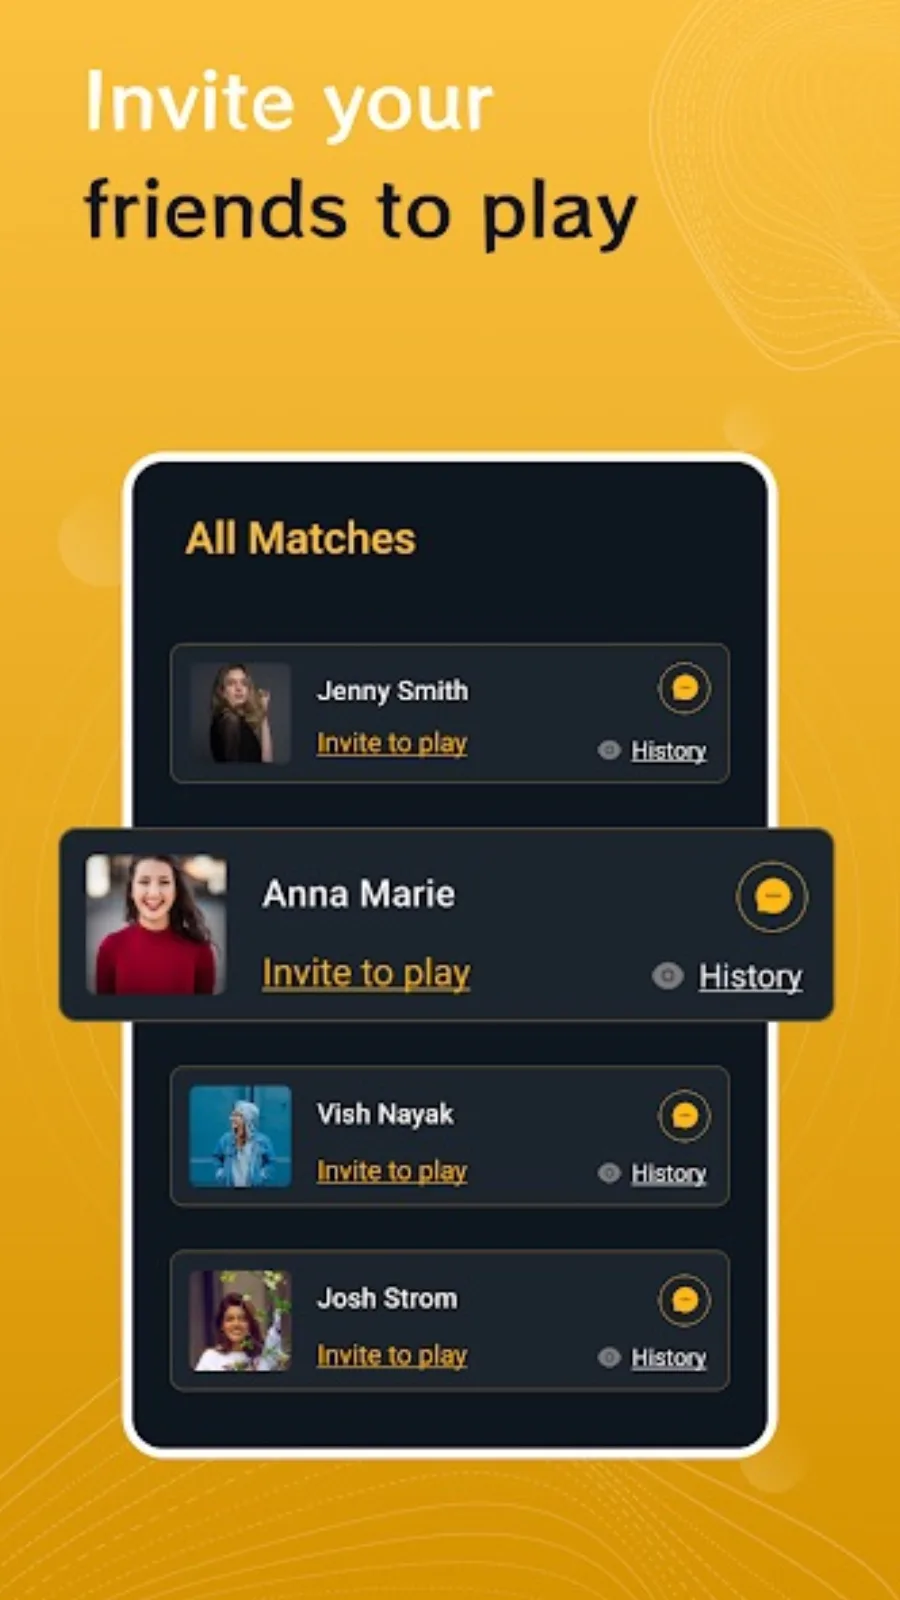 Invite your
friends to play
All Matches
Jenny Smith
Invite to play
History
Anna Marie
Invite to play
History
Vish Nayak
Invite to play
History
Josh Strom
Invite to play
History